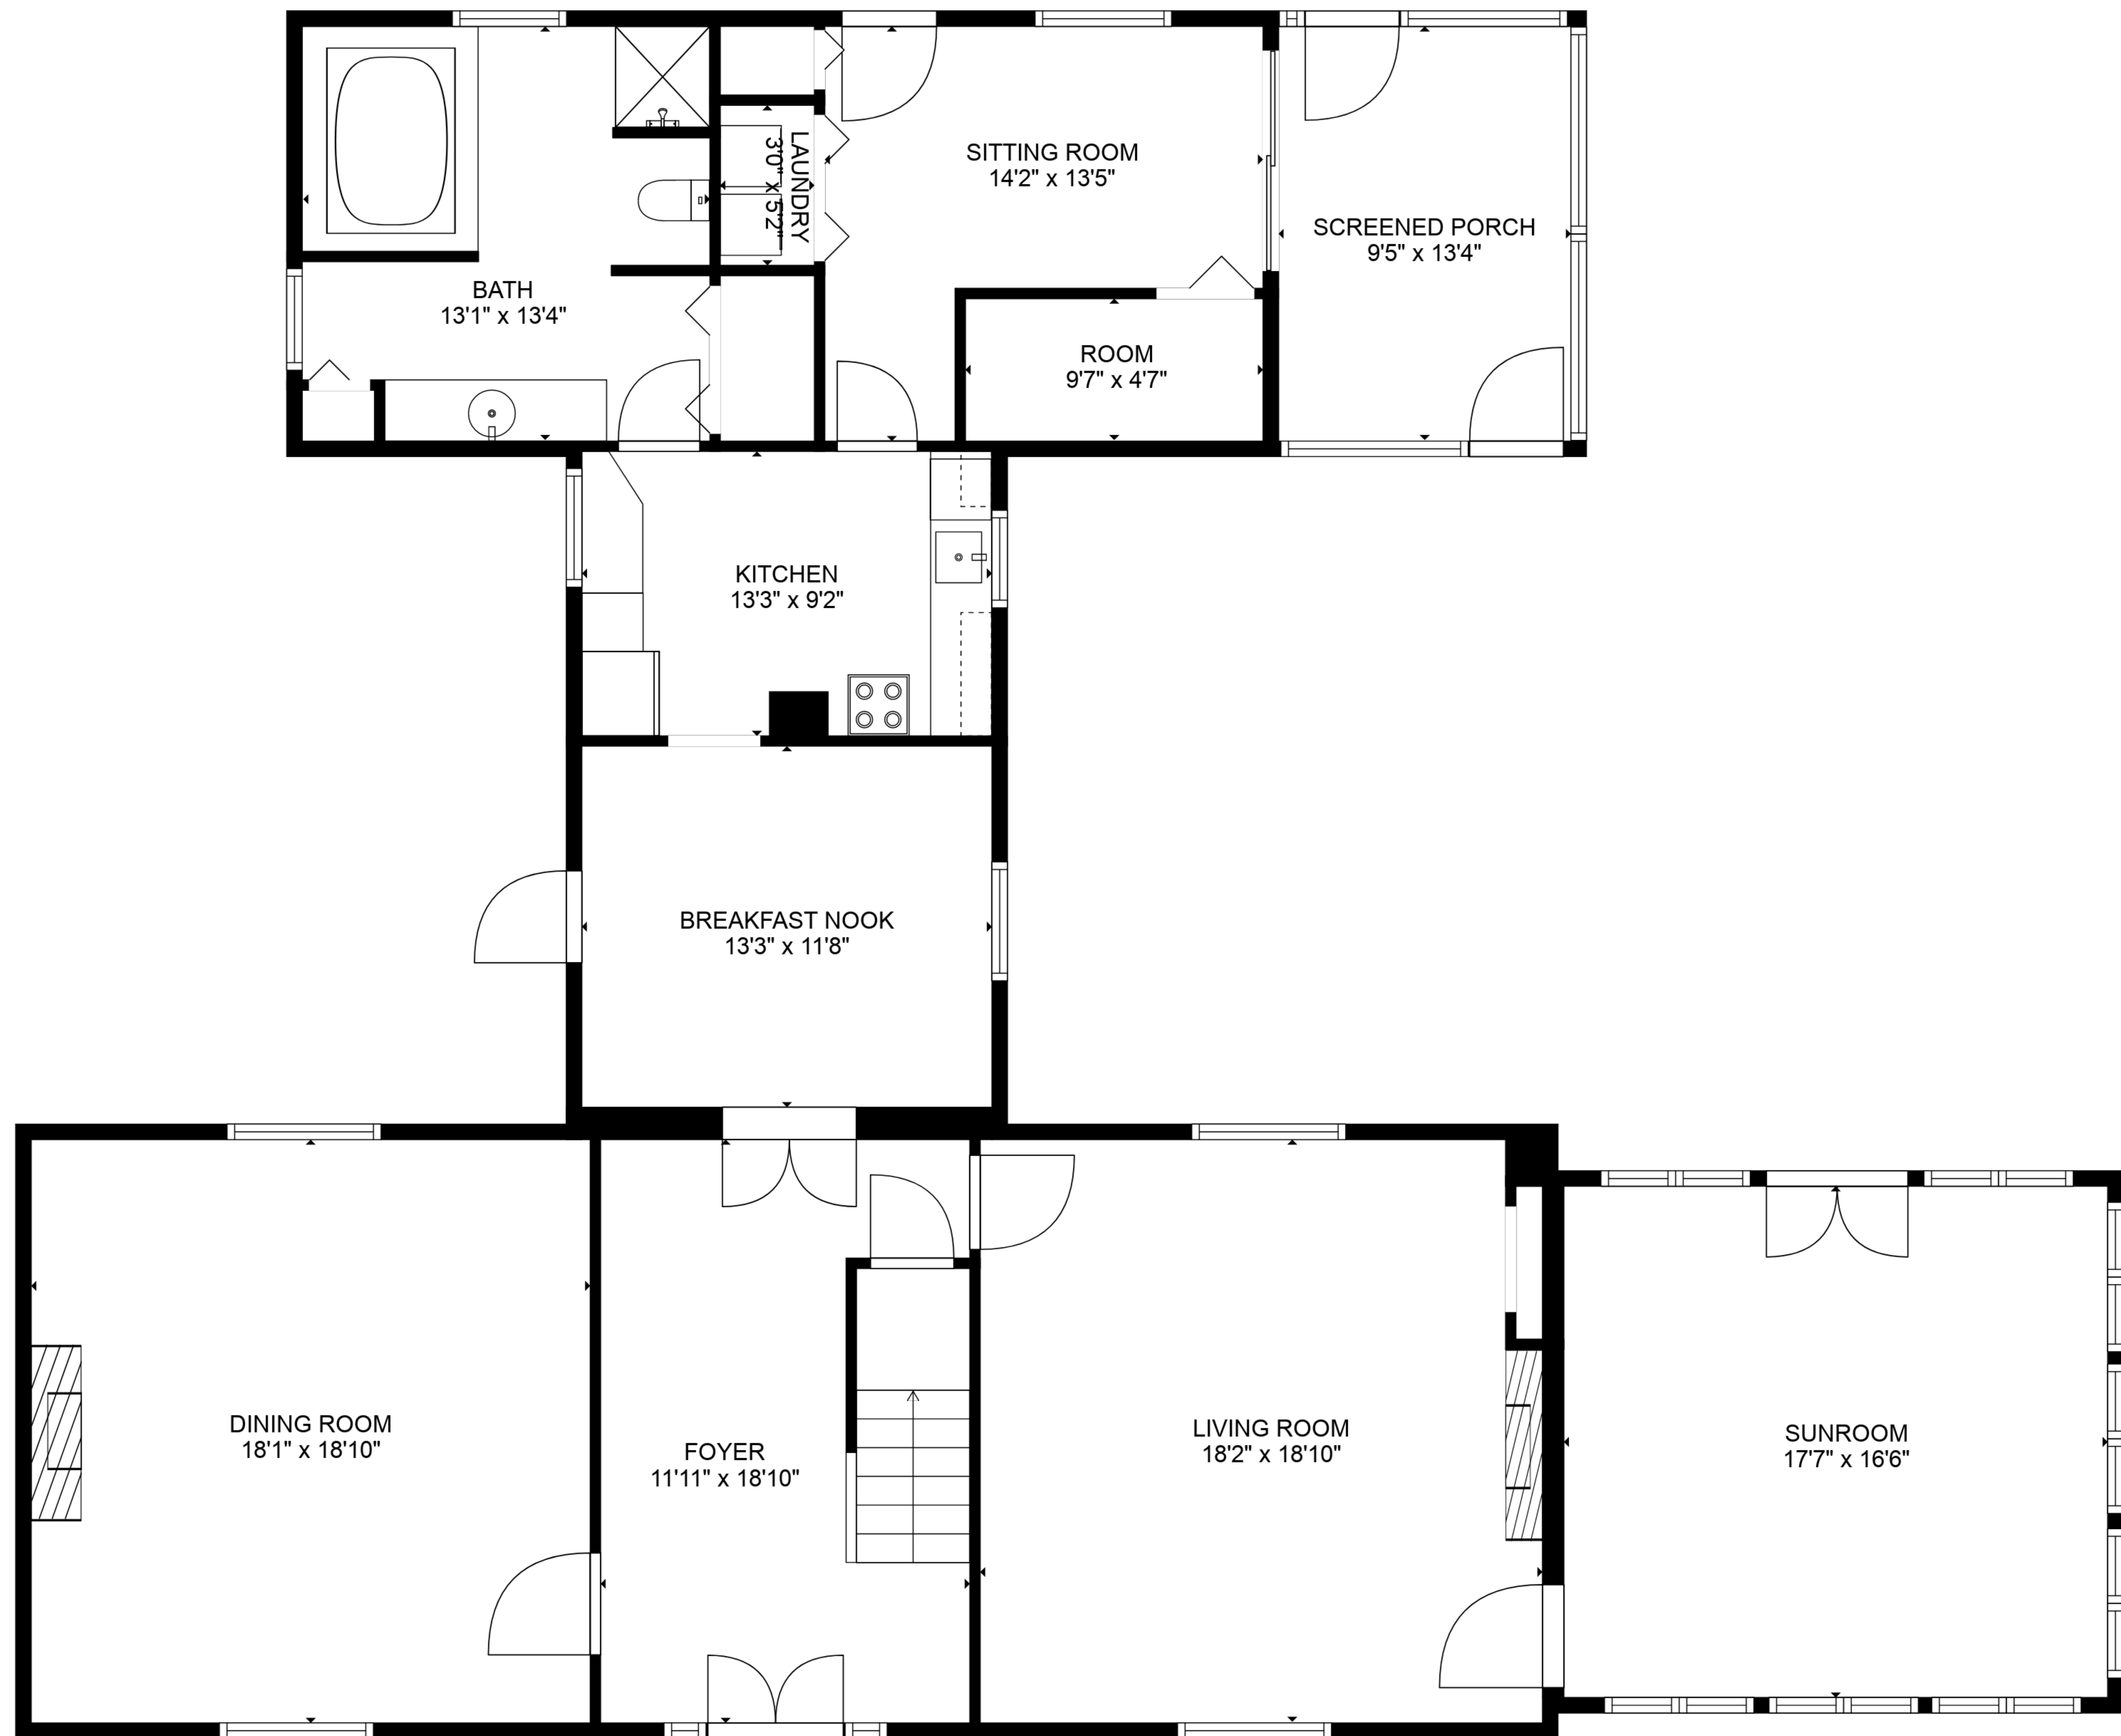 LAUNDRY
3'0" x 5'2"
SITTING ROOM
14'2" x 13'5"
SCREENED PORCH
9'5" x 13'4"
BATH
13'1" x 13'4"
ROOM
9'7" x 4'7"
KITCHEN
13'3" x 9'2"
BREAKFAST NOOK
13'3" x 11'8"
DINING ROOM
18'1" x 18'10"
FOYER
11'11" x 18'10"
LIVING ROOM
18'2" x 18'10"
SUNROOM
17'7" x 16'6"